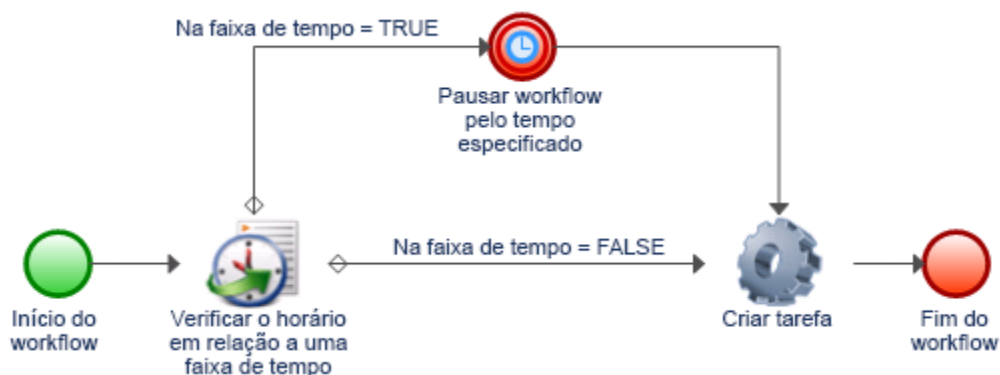 Na faixa de tempo = TRUE
Pausar workflow
pelo tempo
especificado
Na faixa de tempo = FALSE
Início do
workflow
Verificar o horário
em relação a uma
faixa de tempo
Criar tarefa
Fim do
workflow